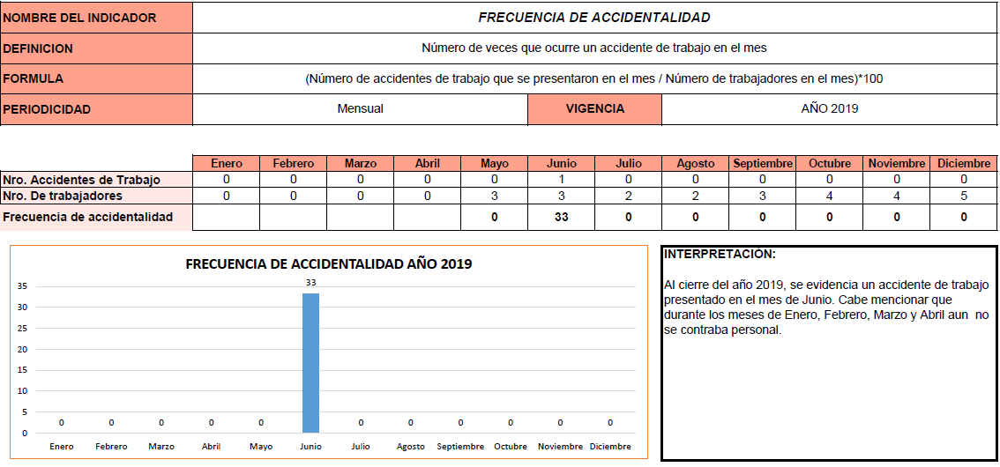 NOMBRE DEL INDICADOR FRECUENCIA DE ACCIDENTALIDAD
DEFINICION Número de veces que ocurre un accidente de trabajo en el mes
FORMULA (Número de accidentes de trabajo que se presentaron en el mes / Número de trabajadores en el mes)*100
PERIODICIDAD Mensual VIGENCIA AÑO 2019
Enero Febrero Marzo Abril Mayo Junio Julio Agosto Septiembre Octubre Noviembre Diciembre
Nro. Accidentes de Trabajo 0 0 0 0 0 1 0 0 0 0 0 0
Nro. De trabajadores 0 0 0 0 3 3 2 2 3 4 4 5
Frecuencia de accidentalidad 0 33 0 0 0 0 0 0
FRECUENCIA DE ACCIDENTALIDAD AÑO 2019
33
35
30
25
20
15
10
5
0
0 0 0 0 0 0 0 0 0 0 0
Enero Febrero Marzo Abril Mayo Junio Julio Agosto Septiembre Octubre Noviembre Diciembre
INTERPRETACIÓN:
Al cierre del año 2019, se evidencia un accidente de trabajo
presentado en el mes de Junio. Cabe mencionar que
durante los meses de Enero, Febrero, Marzo y Abril aun no
se contraba personal.